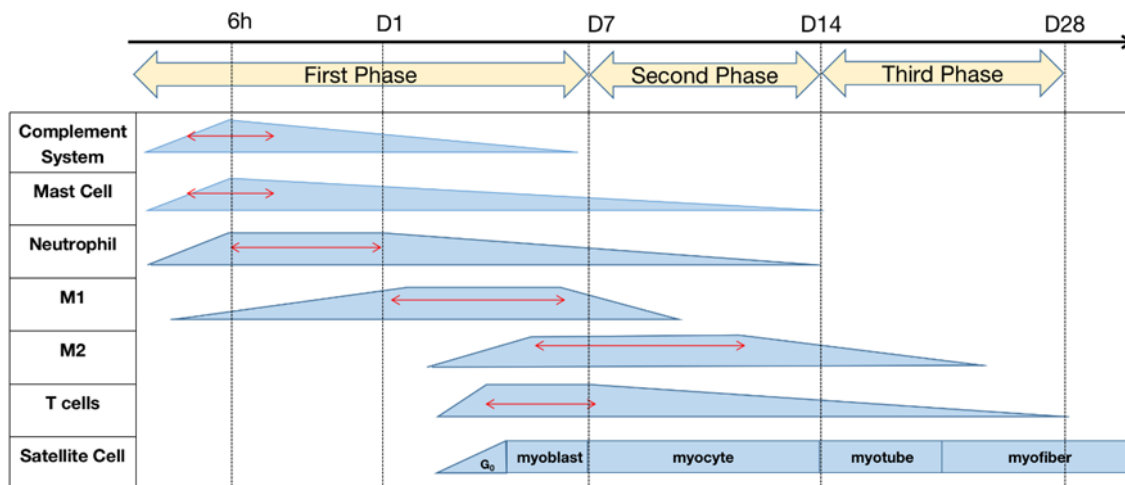 6h D1 D7 D14 D28
First Phase Second Phase Third Phase
Complement
System
Mast Cell
Neutrophil
M1
M2
T cells
Satellite Cell G₀ myoblast myocyte myotube myofiber